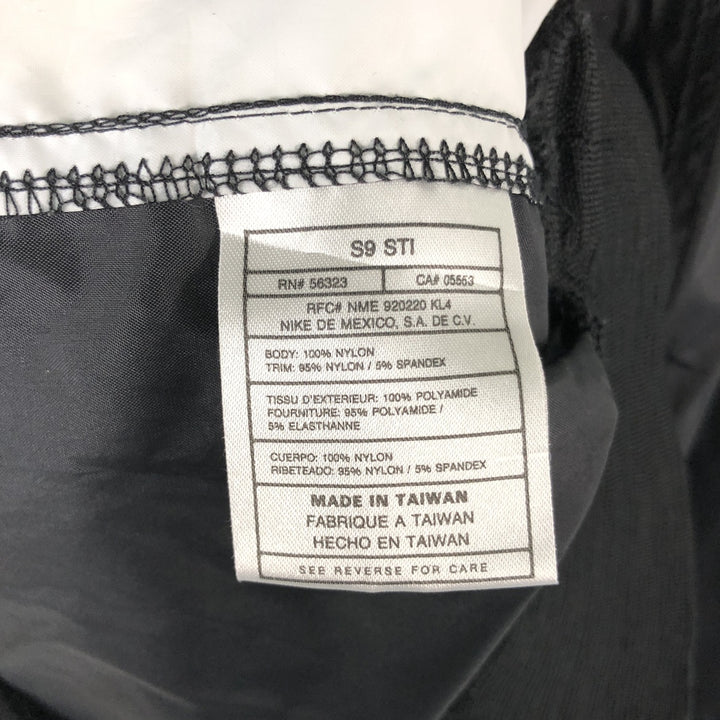 S9 STI
RN# 56323 CA# 05553
RFC# NME 920220 KL4
NIKE DE MEXICO, S.A. DE C.V.
BODY: 100% NYLON
TRIM: 95% NYLON / 5% SPANDEX
TISSU D'EXTERIEUR: 100% POLYAMIDE
FOURNITURE: 95% POLYAMIDE /
5% ELASTHANNE
CUERPO: 100% NYLON
RIBETEADO: 95% NYLON / 5% SPANDEX
MADE IN TAIWAN
FABRIQUE A TAIWAN
HECHO EN TAIWAN
SEE REVERSE FOR CARE